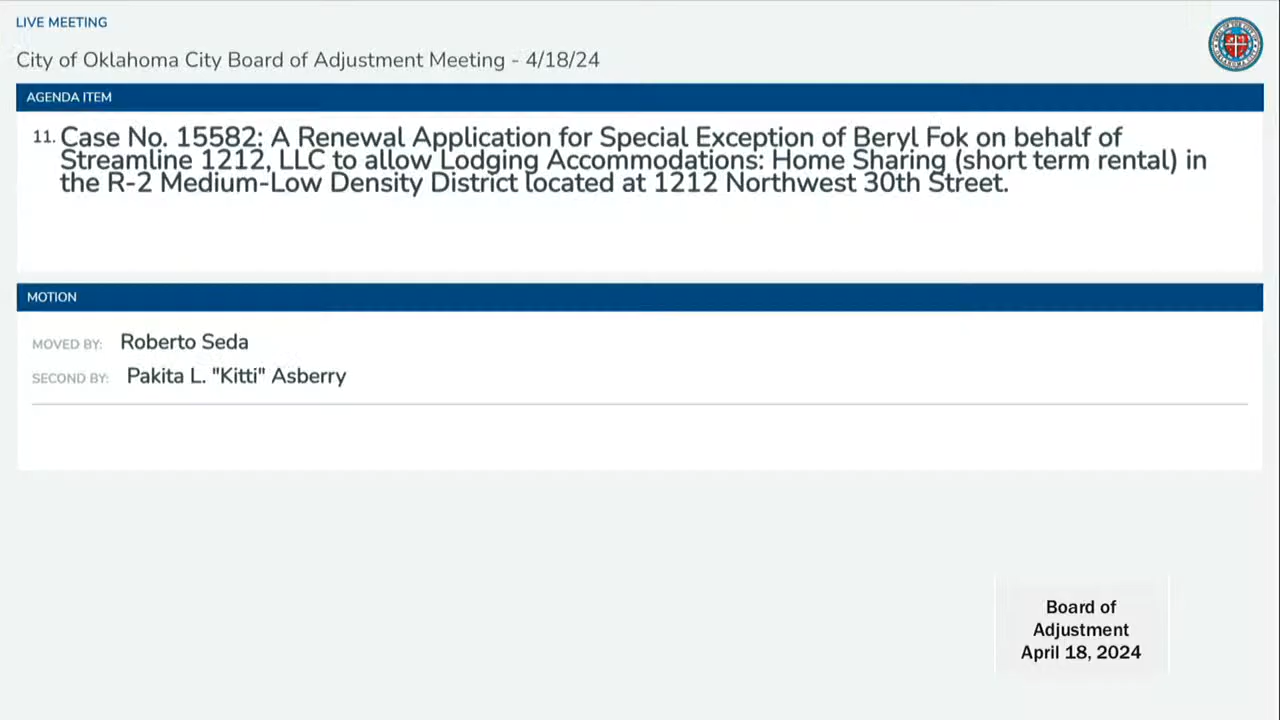 LIVE MEETING
City of Oklahoma City Board of Adjustment Meeting - 4/18/24
AGENDA ITEM
11. Case No. 15582: A Renewal Application for Special Exception of Beryl Fok on behalf of
Streamline 1212, LLC to allow Lodging Accommodations: Home Sharing (short term rental) in
the R-2 Medium-Low Density District located at 1212 Northwest 30th Street.
MOTION
MOVED BY: Roberto Seda
SECOND BY: Pakita L. "Kitti" Asberry
Board of
Adjustment
April 18, 2024